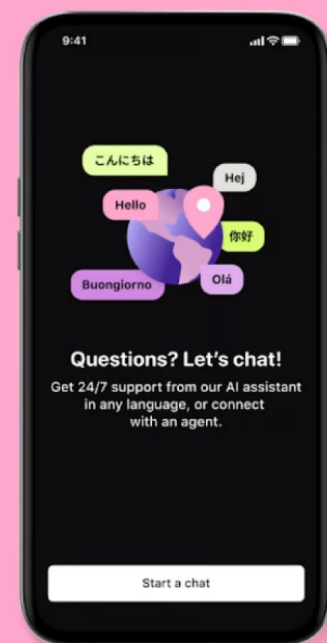 9:41
こんにちは
Hej
Hello
你好
Olá
Buongiorno
Questions? Let’s chat!
Get 24/7 support from our AI assistant
in any language, or connect
with an agent.
Start a chat